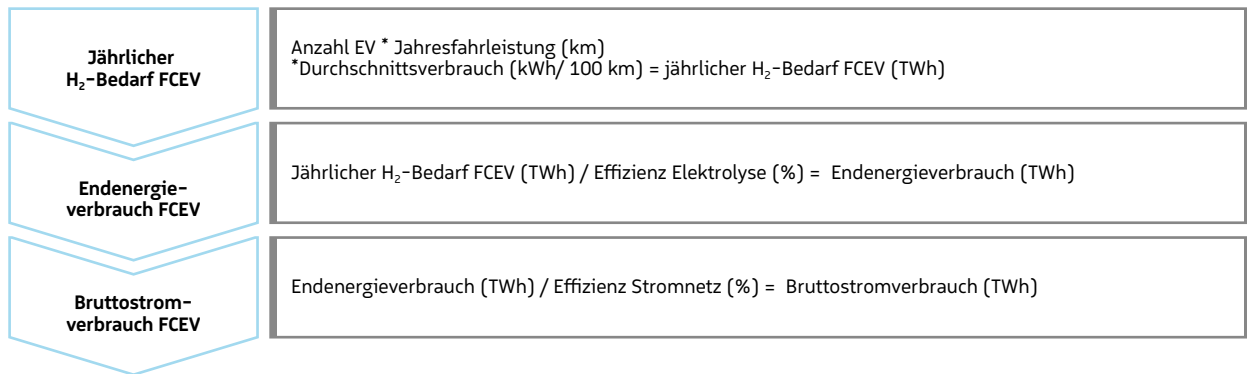 Jährlicher
H₂-Bedarf FCEV
Anzahl EV * Jahresfahrleistung (km)
*Durchschnittsverbrauch (kWh/ 100 km) = jährlicher H₂-Bedarf FCEV (TWh)
Endenergie-
verbrauch FCEV
Jährlicher H₂-Bedarf FCEV (TWh) / Effizienz Elektrolyse (%) = Endenergieverbrauch (TWh)
Bruttostrom-
verbrauch FCEV
Endenergieverbrauch (TWh) / Effizienz Stromnetz (%) = Bruttostromverbrauch (TWh)